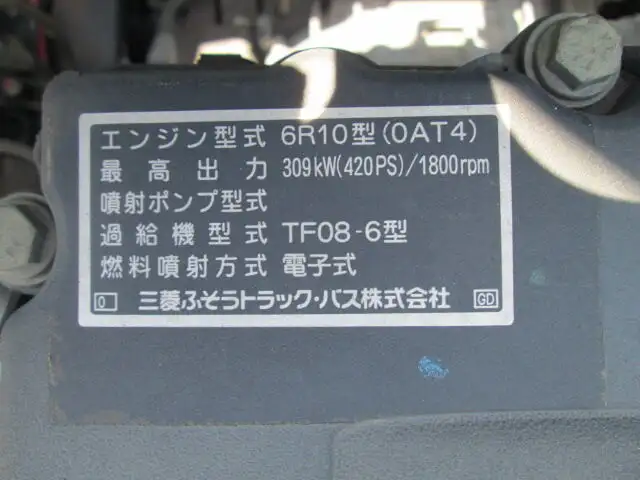 エンジン型式 6R10型(0AT4)
最高出力 309kW(420PS)/1800rpm
噴射ポンプ型式
過給機型式 TF08-6型
燃料噴射方式 電子式
0 三菱ふそうトラック・バス株式会社 GD